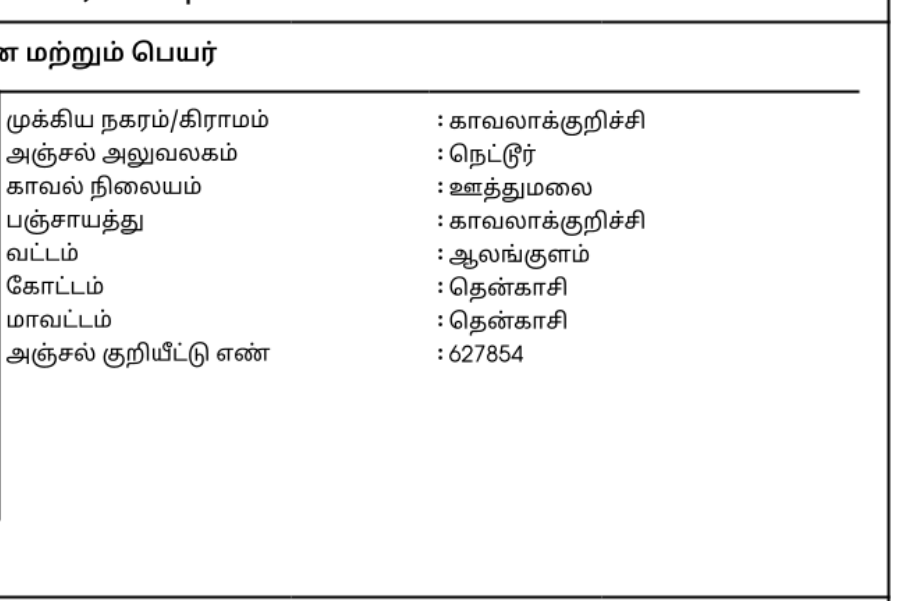 மற்றும் பெயர்
முக்கிய நகரம்/கிராமம் : காவலாக்குறிச்சி
அஞ்சல் அலுவலகம் : நெட்டூர்
காவல் நிலையம் : ஊத்துமலை
பஞ்சாயத்து : காவலாக்குறிச்சி
வட்டம் : ஆலங்குளம்
கோட்டம் : தென்காசி
மாவட்டம் : தென்காசி
அஞ்சல் குறியீட்டு எண் : 627854